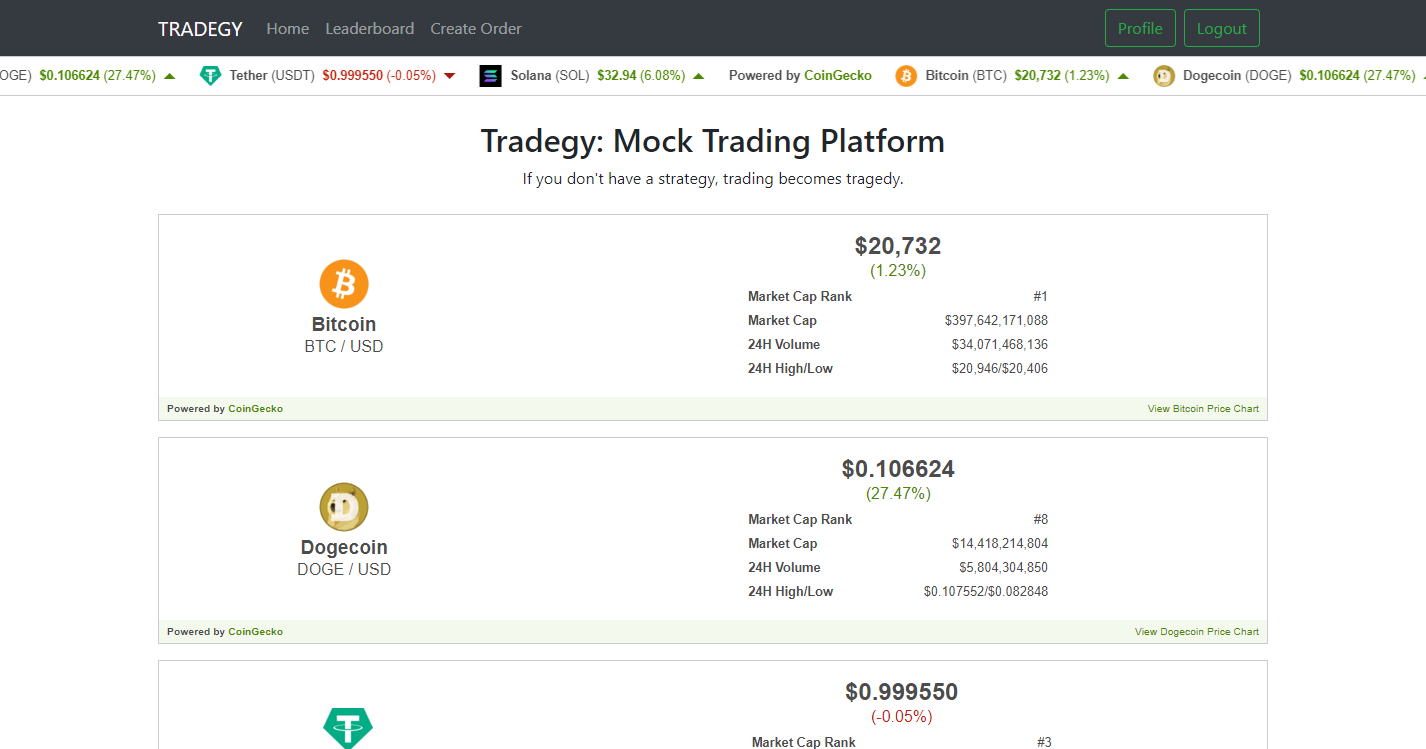 TRADEGY Home Leaderboard Create Order Profile Logout
OGE) $0.106624 (27.47%) Tether (USDT) $0.999550 (-0.05%) Solana (SOL) $32.94 (6.08%) Powered by CoinGecko Bitcoin (BTC) $20,732 (1.23%) Dogecoin (DOGE) $0.106624 (27.47%)
Tradegy: Mock Trading Platform
If you don't have a strategy, trading becomes tragedy.
Bitcoin
BTC / USD
$20,732
(1.23%)
Market Cap Rank #1
Market Cap $397,642,171,088
24H Volume $34,071,468,136
24H High/Low $20,946/$20,406
Powered by CoinGecko View Bitcoin Price Chart
Dogecoin
DOGE / USD
$0.106624
(27.47%)
Market Cap Rank #8
Market Cap $14,418,214,804
24H Volume $5,804,304,850
24H High/Low $0.107552/$0.082848
Powered by CoinGecko View Dogecoin Price Chart
$0.999550
(-0.05%)
Market Cap Rank #3